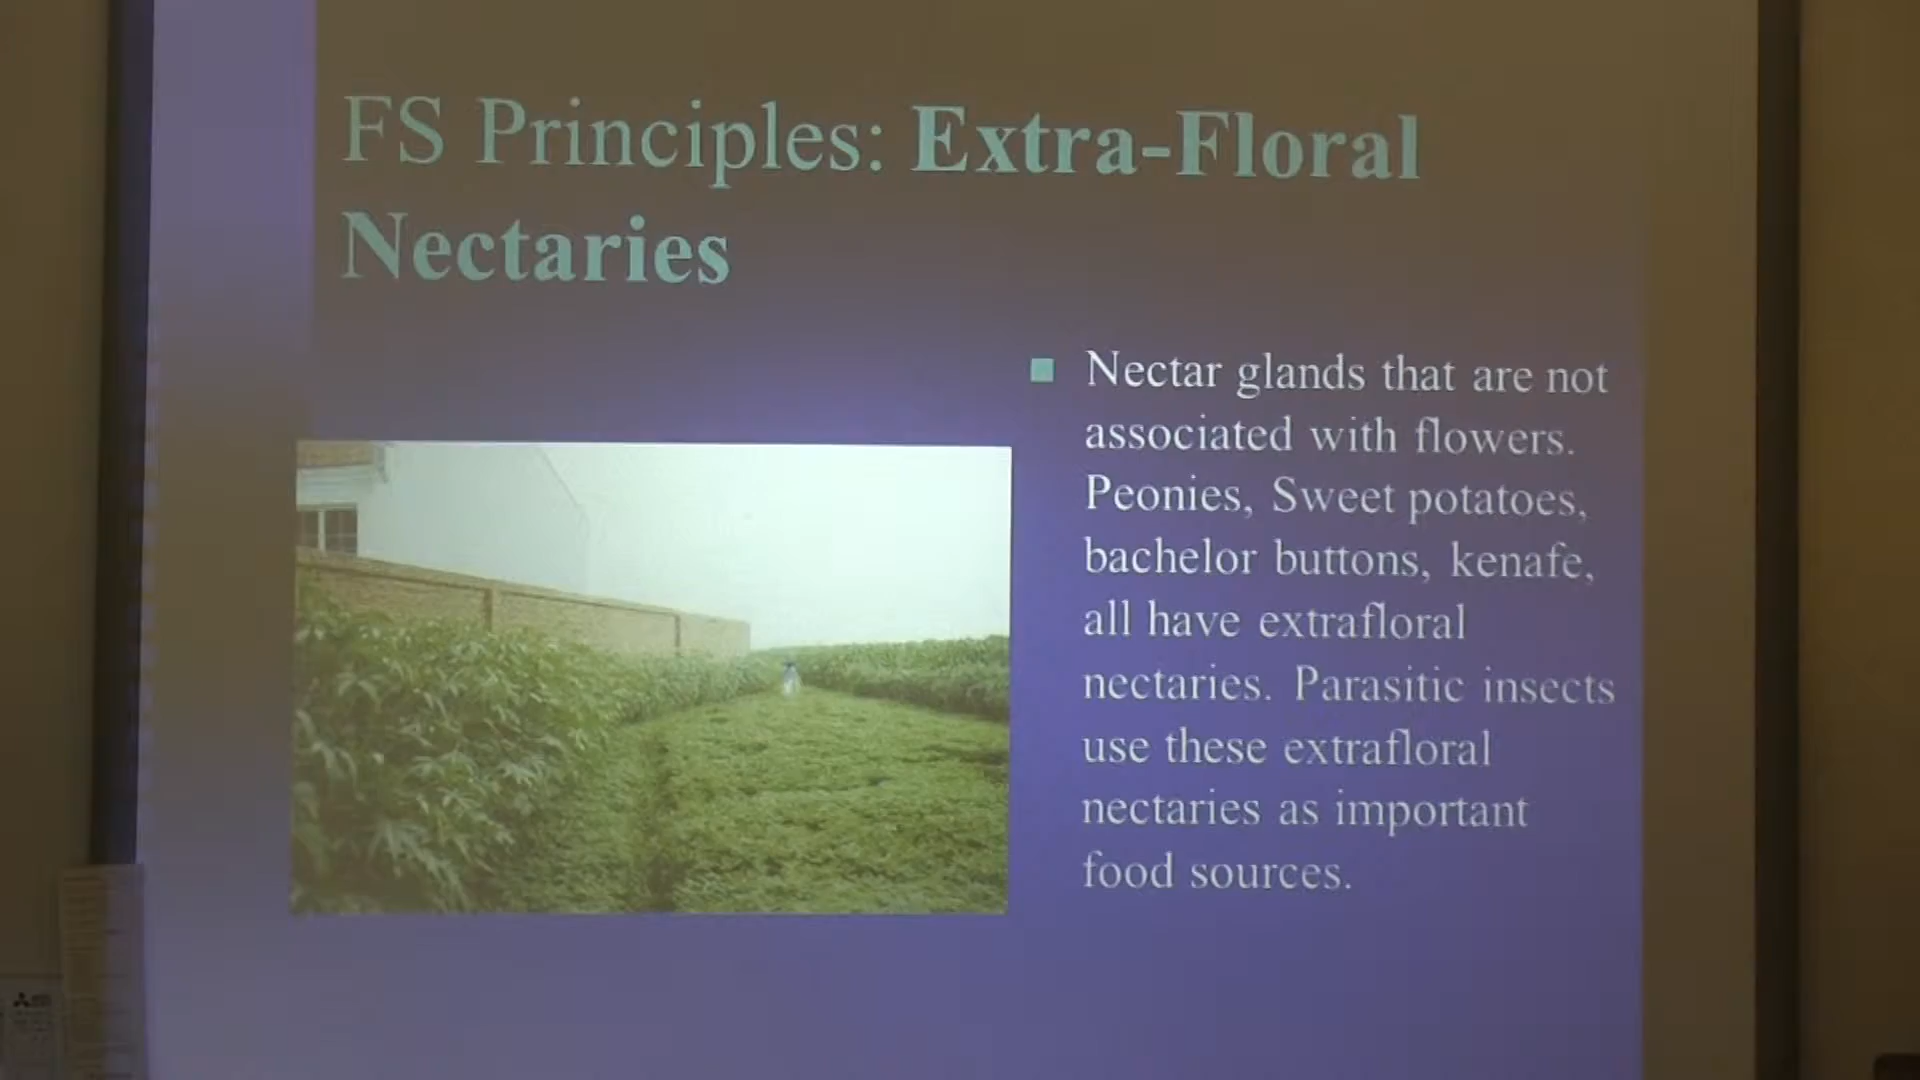 FS Principles: Extra-Floral
Nectaries
Nectar glands that are not
associated with flowers.
Peonies, Sweet potatoes,
bachelor buttons, kenafe,
all have extrafloral
nectaries. Parasitic insects
use these extrafloral
nectaries as important
food sources.